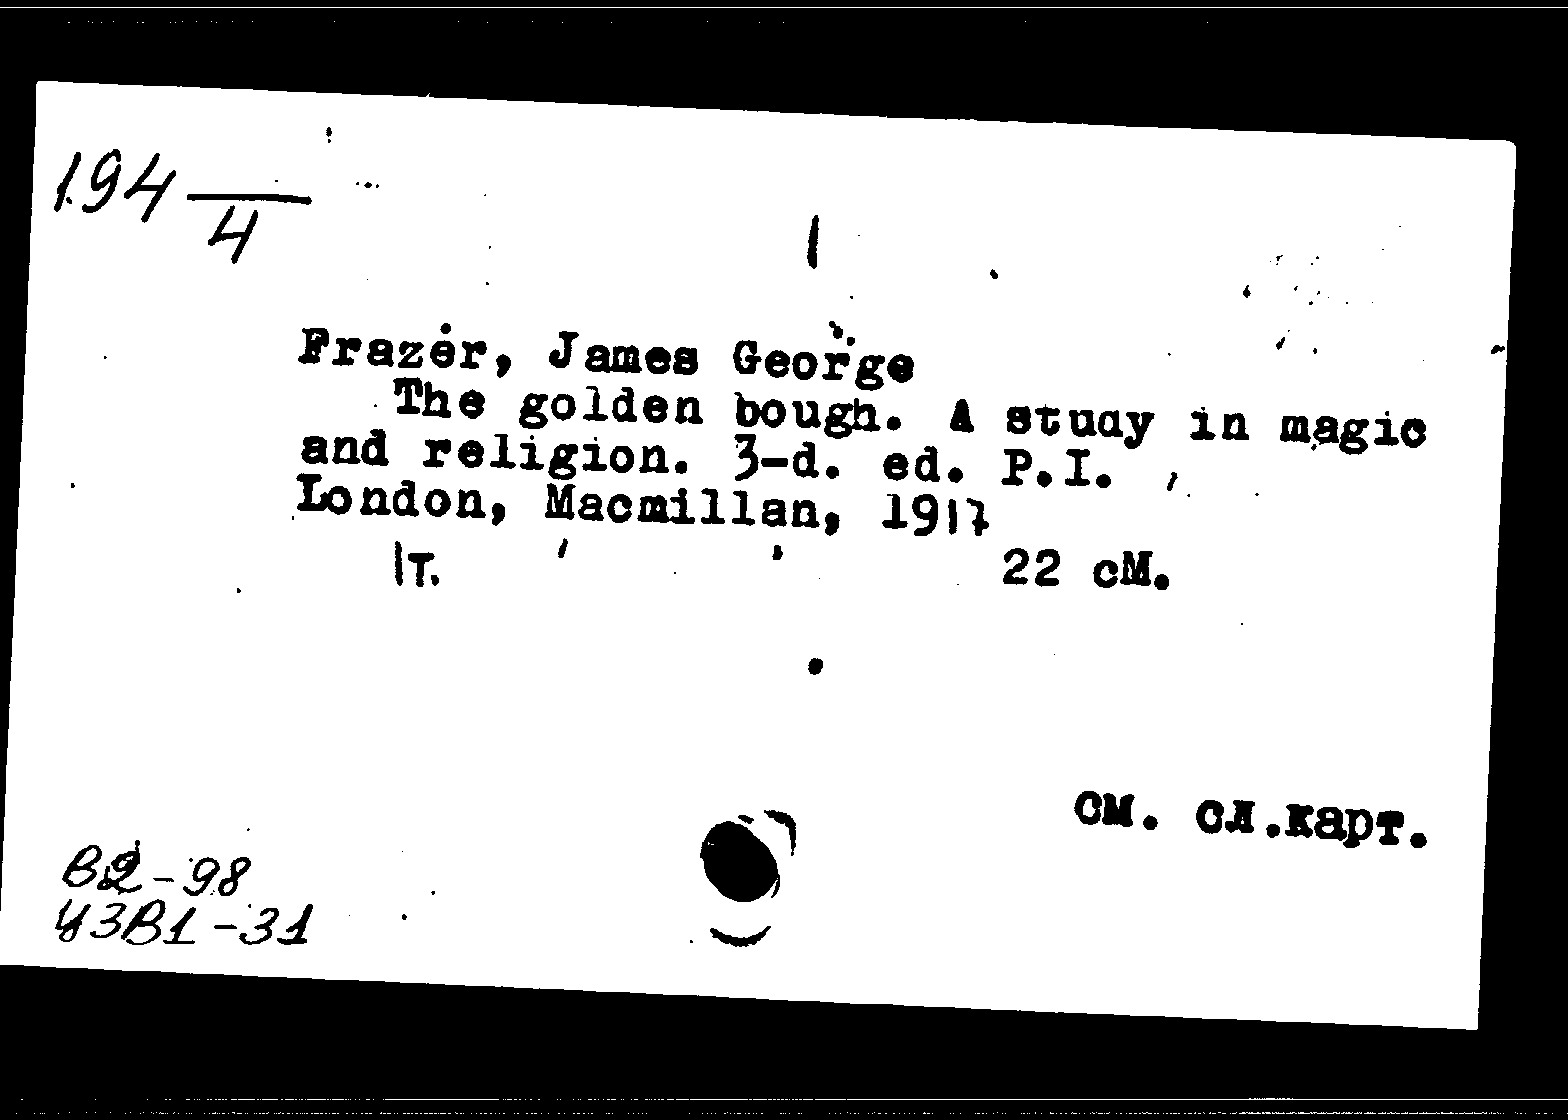 194 —
4
Frazer, James George
The golden bough. A study in magic
and religion. 3-d. ed. P.I.
London, Macmillan, 1917
1т. 22 см.
см. сл.карт.
В2-98
УЗВ1-31